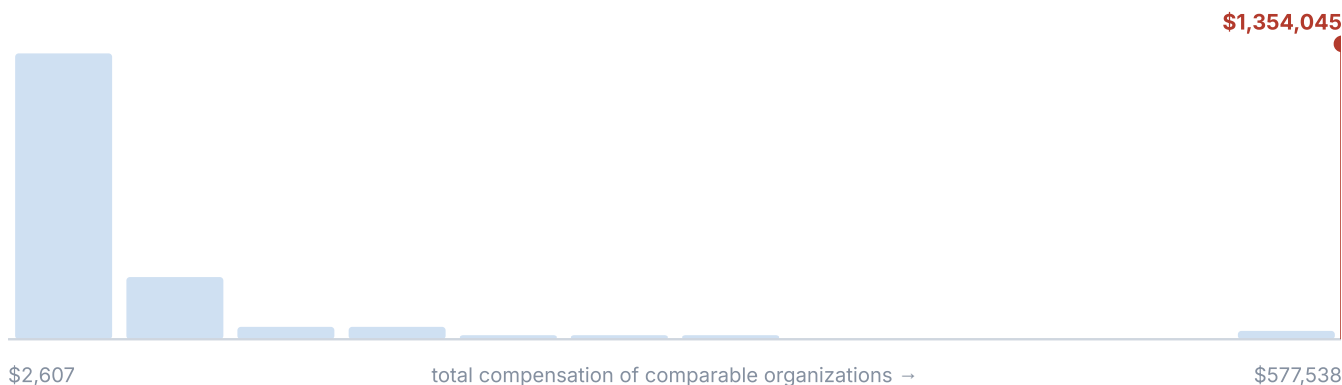 $1,354,045
$2,607 total compensation of comparable organizations → $577,538